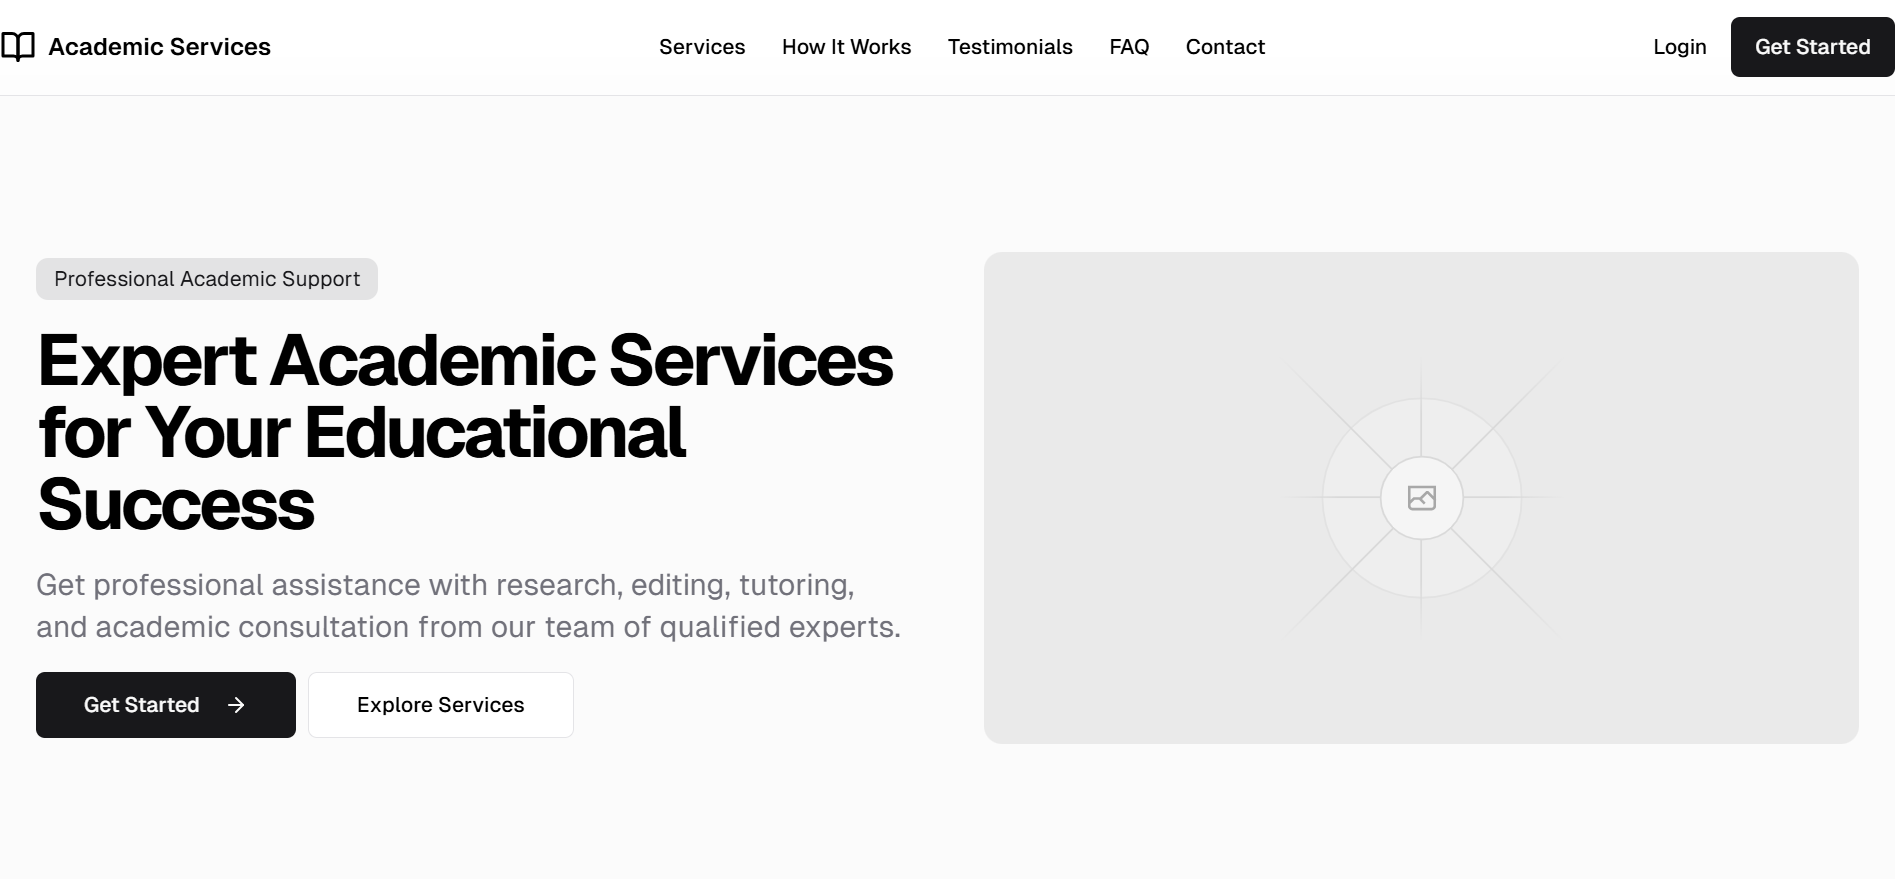 Academic Services
Services
How It Works
Testimonials
FAQ
Contact
Login
Get Started
Professional Academic Support
Expert Academic Services
for Your Educational
Success
Get professional assistance with research, editing, tutoring,
and academic consultation from our team of qualified experts.
Get Started
Explore Services